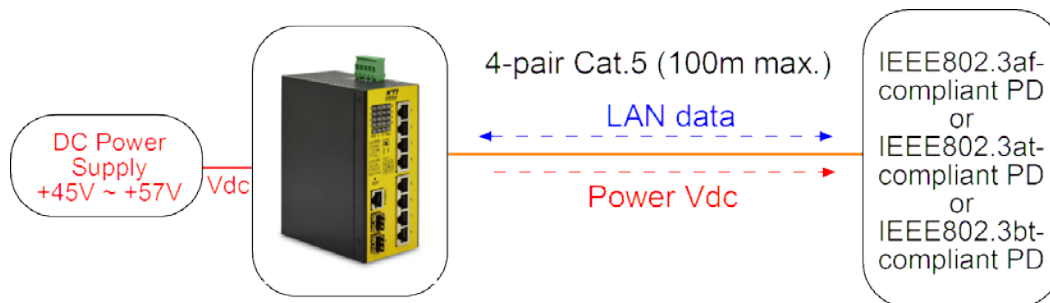 DC Power
Supply
+45V ~ +57V
Vdc
KTI
4-pair Cat.5 (100m max.)
LAN data
Power Vdc
IEEE802.3af-
compliant PD
or
IEEE802.3at-
compliant PD
or
IEEE802.3bt-
compliant PD